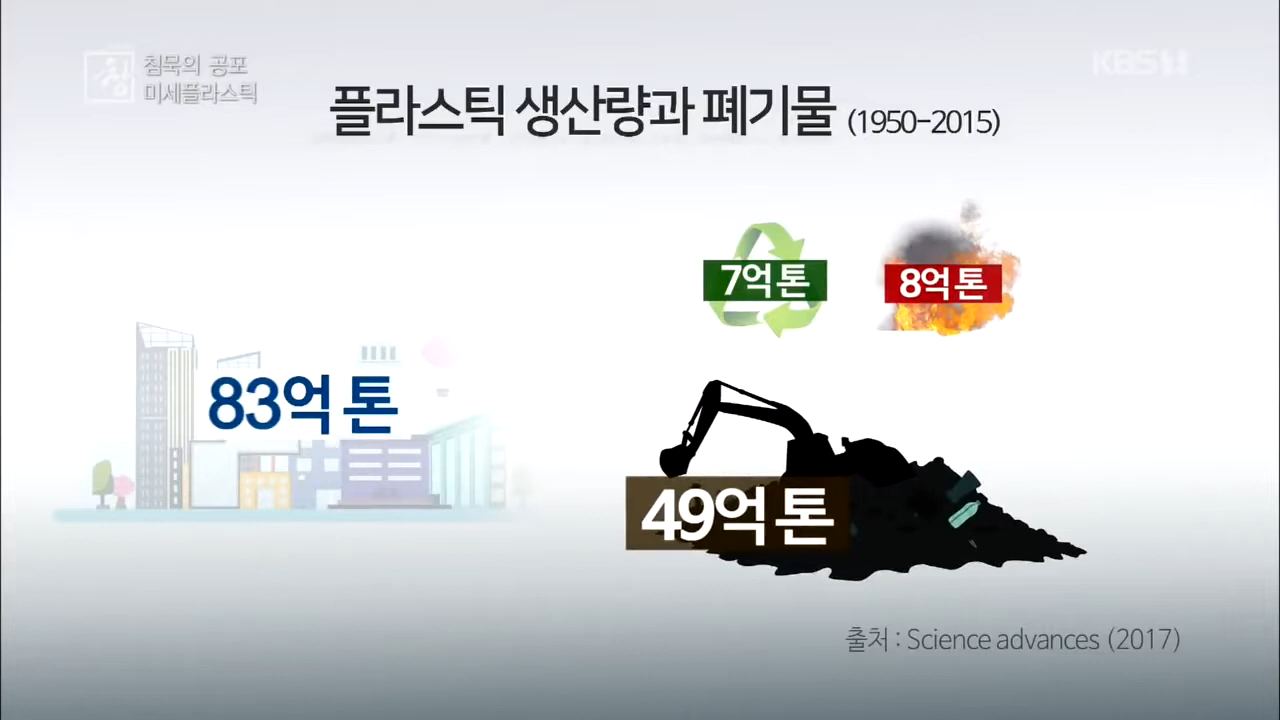 창
침묵의 공포
미세플라스틱
KBS 1
플라스틱 생산량과 폐기물 (1950-2015)
7억 톤
8억 톤
83억 톤
49억 톤
출처 : Science advances (2017)